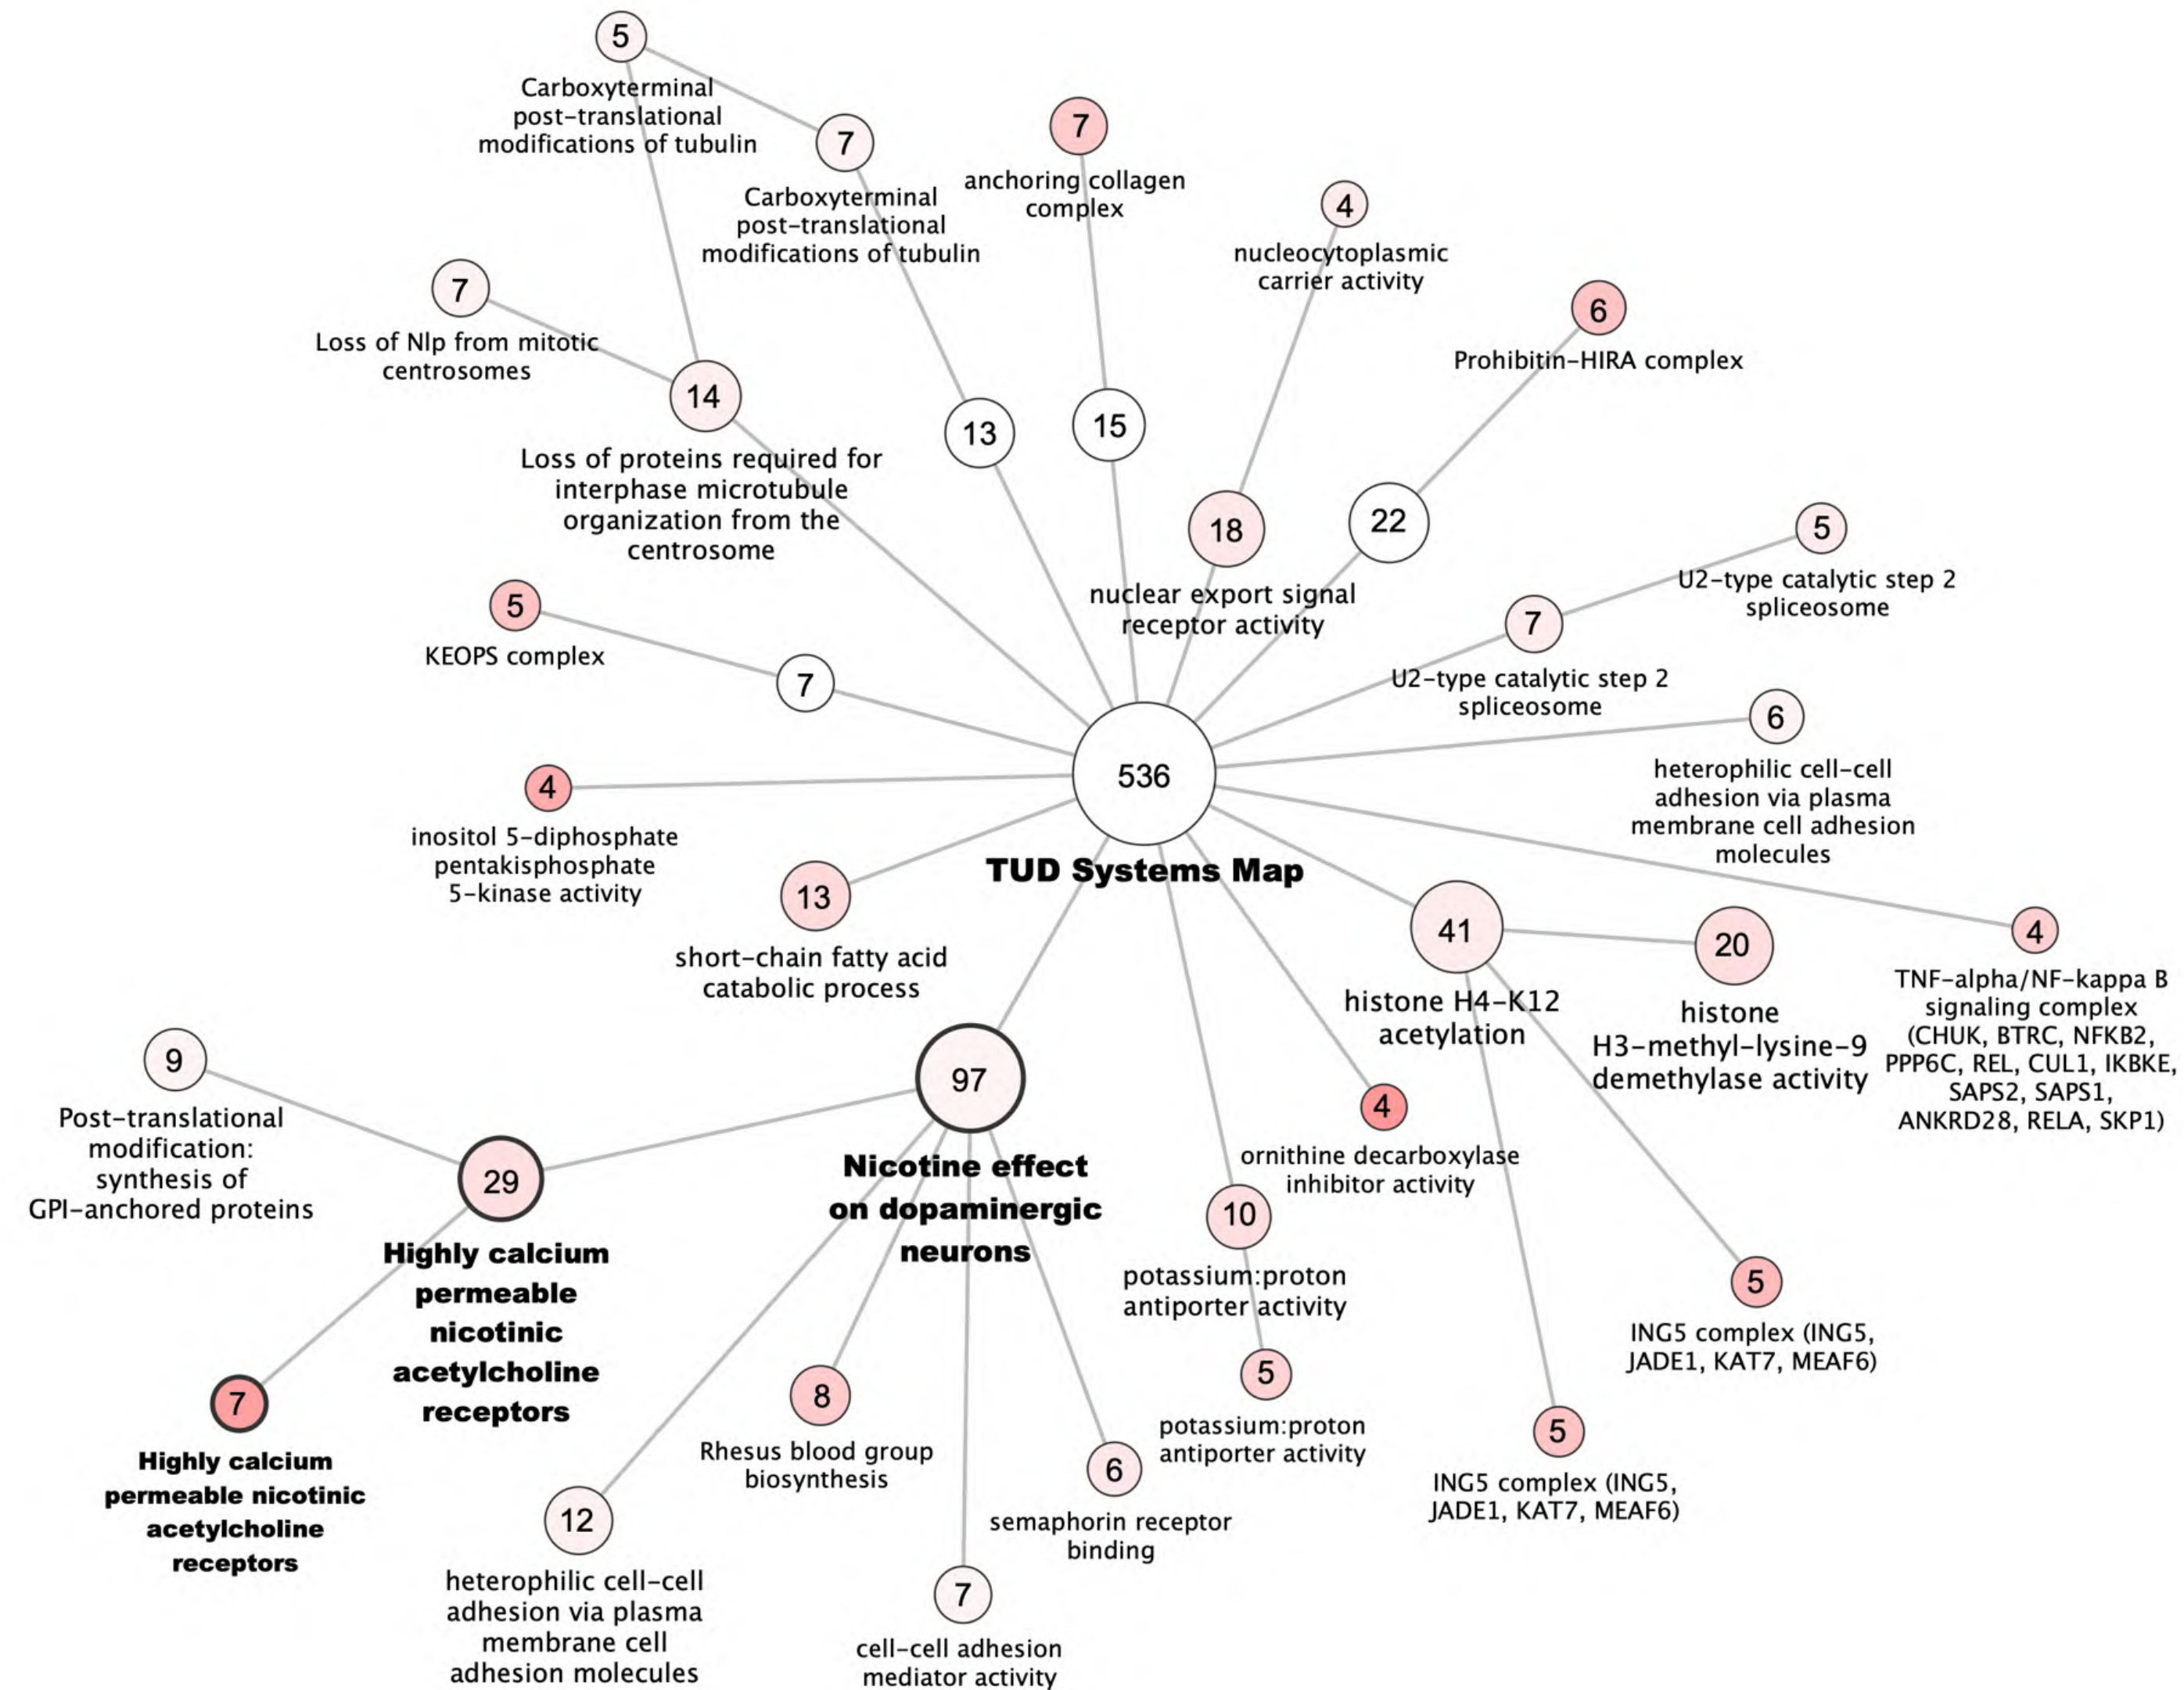 5
Carboxyterminal
post-translational
modifications of tubulin
7
Carboxyterminal
post-translational
modifications of tubulin
7
anchoring collagen
complex
4
nucleocytoplasmic
carrier activity
7
Loss of Nlp from mitotic
centrosomes
6
Prohibitin-HIRA complex
14
Loss of proteins required for
interphase microtubule
organization from the
centrosome
13
15
18
nuclear export signal
receptor activity
22
5
U2-type catalytic step 2
spliceosome
7
U2-type catalytic step 2
spliceosome
5
KEOPS complex
7
6
heterophilic cell-cell
adhesion via plasma
membrane cell adhesion
molecules
536
TUD Systems Map
4
inositol 5-diphosphate
pentakisphosphate
5-kinase activity
13
short-chain fatty acid
catabolic process
41
histone H4-K12
acetylation
20
histone
H3-methyl-lysine-9
demethylase activity
4
TNF-alpha/NF-kappa B
signaling complex
(CHUK, BTRC, NFKB2,
PPP6C, REL, CUL1, IKBKE,
SAPS2, SAPS1,
ANKRD28, RELA, SKP1)
9
Post-translational
modification:
synthesis of
GPI-anchored proteins
97
Nicotine effect
on dopaminergic
neurons
4
ornithine decarboxylase
inhibitor activity
29
Highly calcium
permeable
nicotinic
acetylcholine
receptors
10
potassium:proton
antiporter activity
5
ING5 complex (ING5,
JADE1, KAT7, MEAF6)
7
Highly calcium
permeable nicotinic
acetylcholine
receptors
8
Rhesus blood group
biosynthesis
5
potassium:proton
antiporter activity
5
ING5 complex (ING5,
JADE1, KAT7, MEAF6)
6
semaphorin receptor
binding
12
heterophilic cell-cell
adhesion via plasma
membrane cell
adhesion molecules
7
cell-cell adhesion
mediator activity